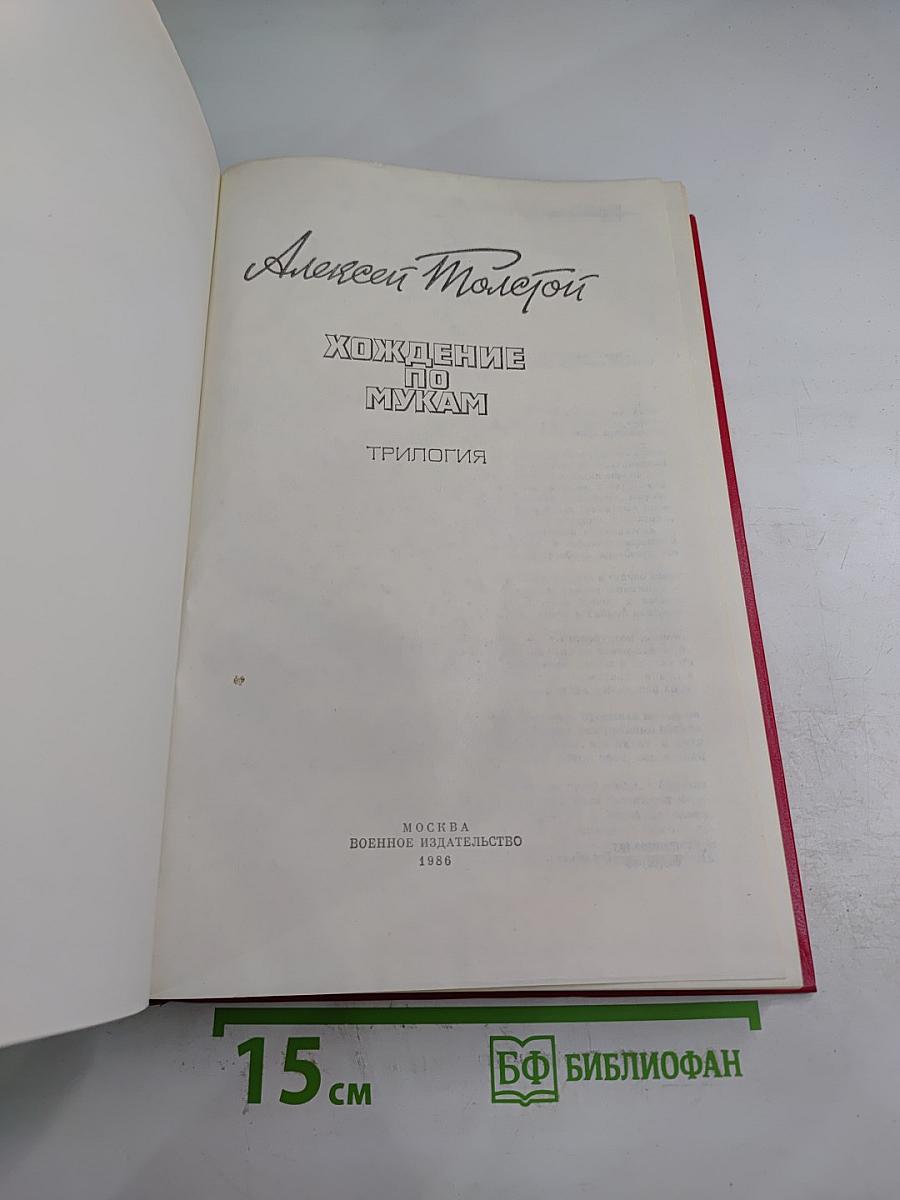 Алексей Толстой
ХОЖДЕНИЕ
ПО
МУКАМ
ТРИЛОГИЯ
МОСКВА
ВОЕННОЕ ИЗДАТЕЛЬСТВО
1986
15 см
БФ БИБЛИОФАН